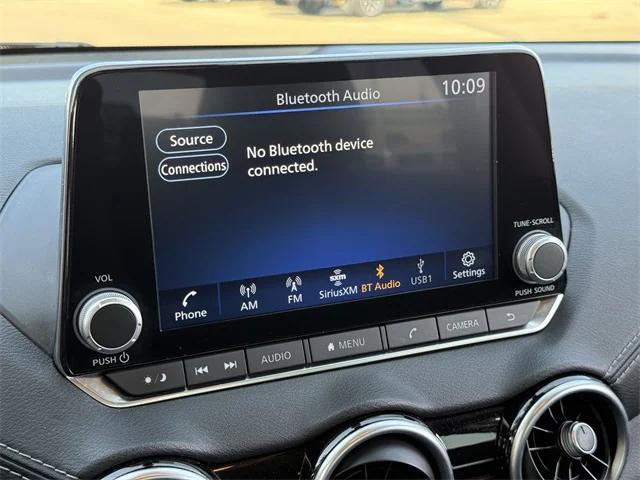 Bluetooth Audio
10:09
Source
Connections
No Bluetooth device
connected.
Phone
AM
FM
sxm
SiriusXM
BT Audio
USB1
Settings
VOL
PUSH
TUNE·SCROLL
PUSH SOUND
AUDIO
MENU
CAMERA